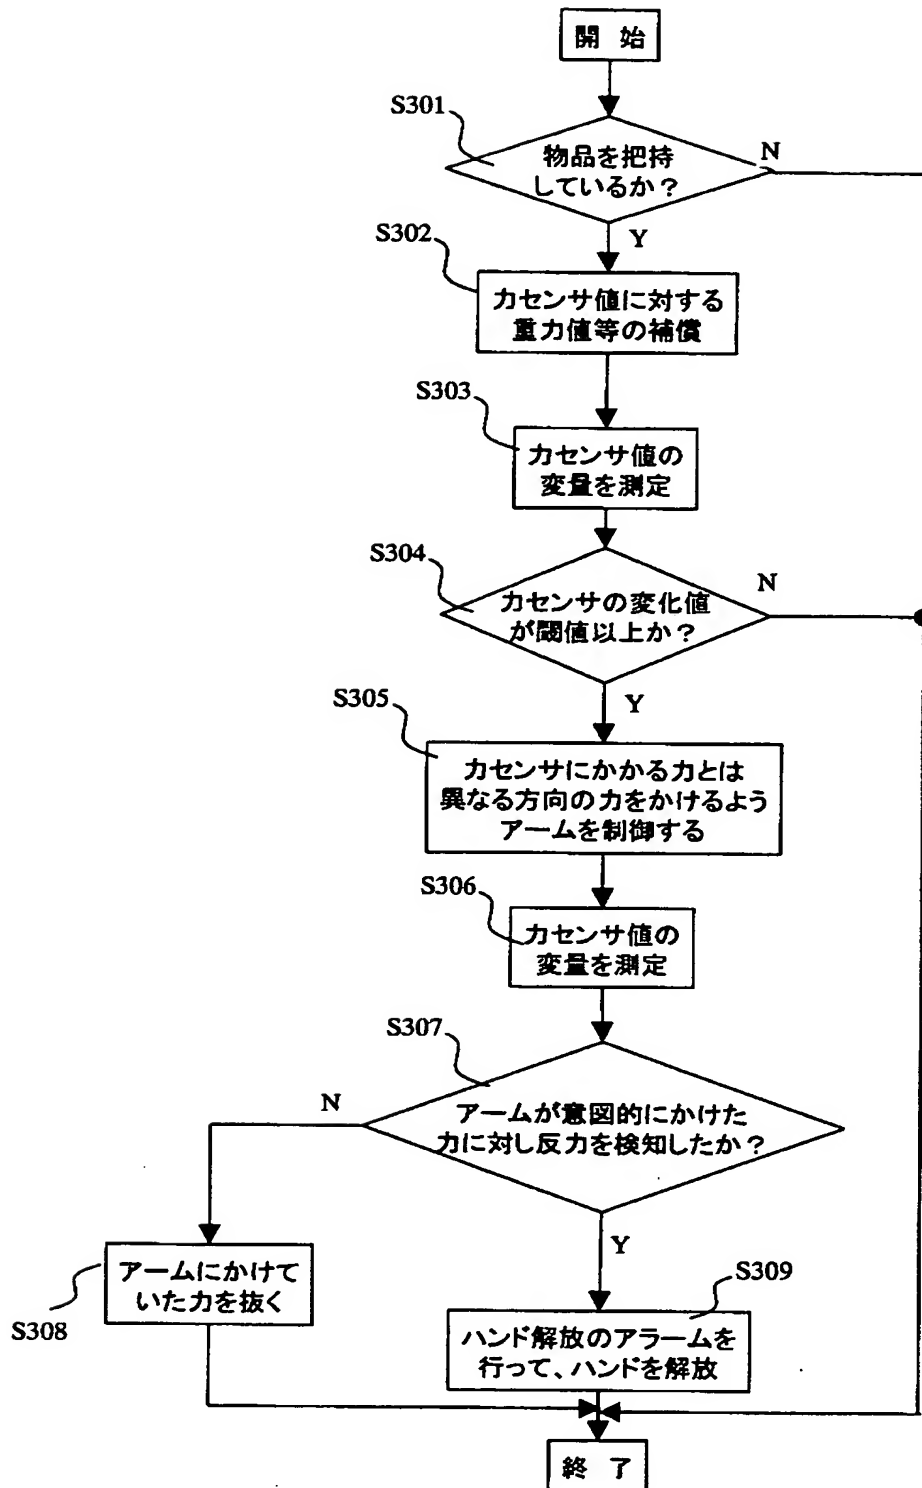 開 始
S301
物品を把持
しているか?
N
Y
S302
力センサ値に対する
重力値等の補償
S303
力センサ値の
変量を測定
S304
力センサの変化値
が閾値以上か?
N
Y
S305
力センサにかかる力とは
異なる方向の力をかけるよう
アームを制御する
S306
力センサ値の
変量を測定
S307
アームが意図的にかけた
力に対し反力を検知したか?
N
Y
S308
アームにかけて
いた力を抜く
S309
ハンド解放のアラームを
行って、ハンドを解放
終 了